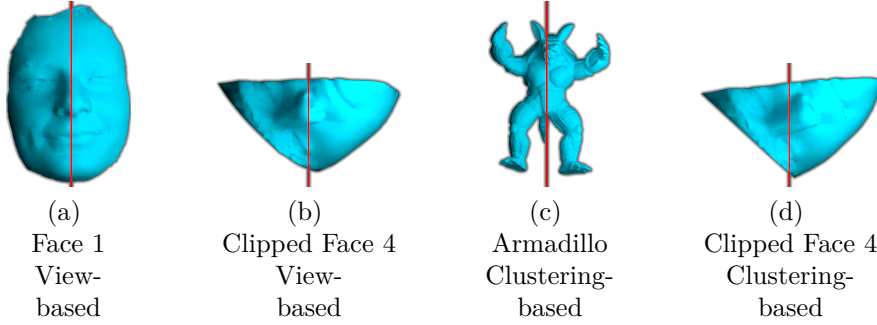 (a)
Face 1
View-
based
(b)
Clipped Face 4
View-
based
(c)
Armadillo
Clustering-
based
(d)
Clipped Face 4
Clustering-
based